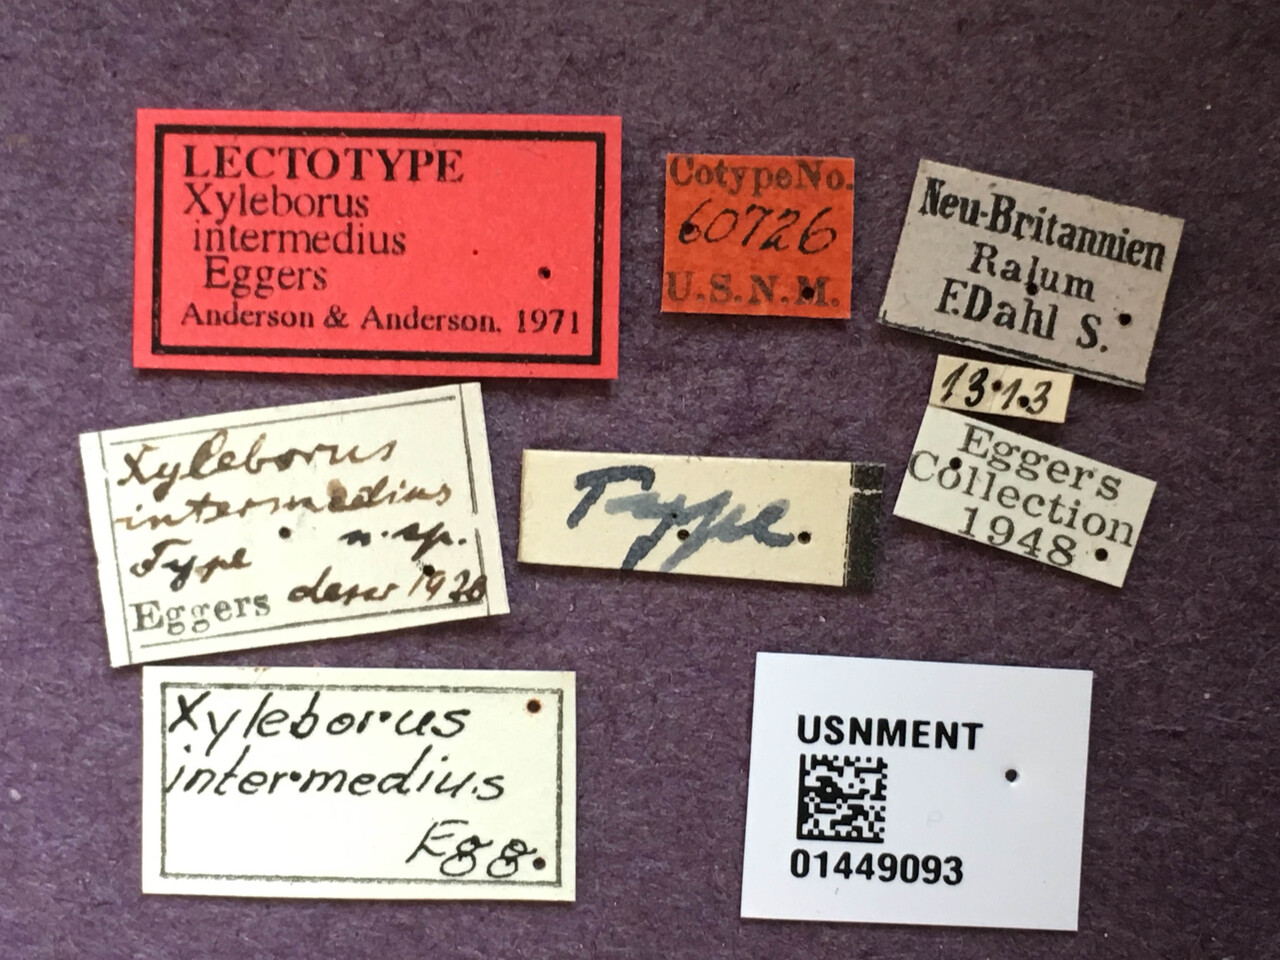 LECTOTYPE
Xyleborus
intermedius
Eggers
Anderson & Anderson, 1971
CotypeNo.
60726
U.S.N.M.
Neu-Britannien
Ralum
F.Dahl S.
13.1.3
Eggers
Collection
1948
Xyleborus
intermedius
n.sp.
Type
Eggers
Type.
Xyleborus
intermedius
Egg.
USNMENT
01449093